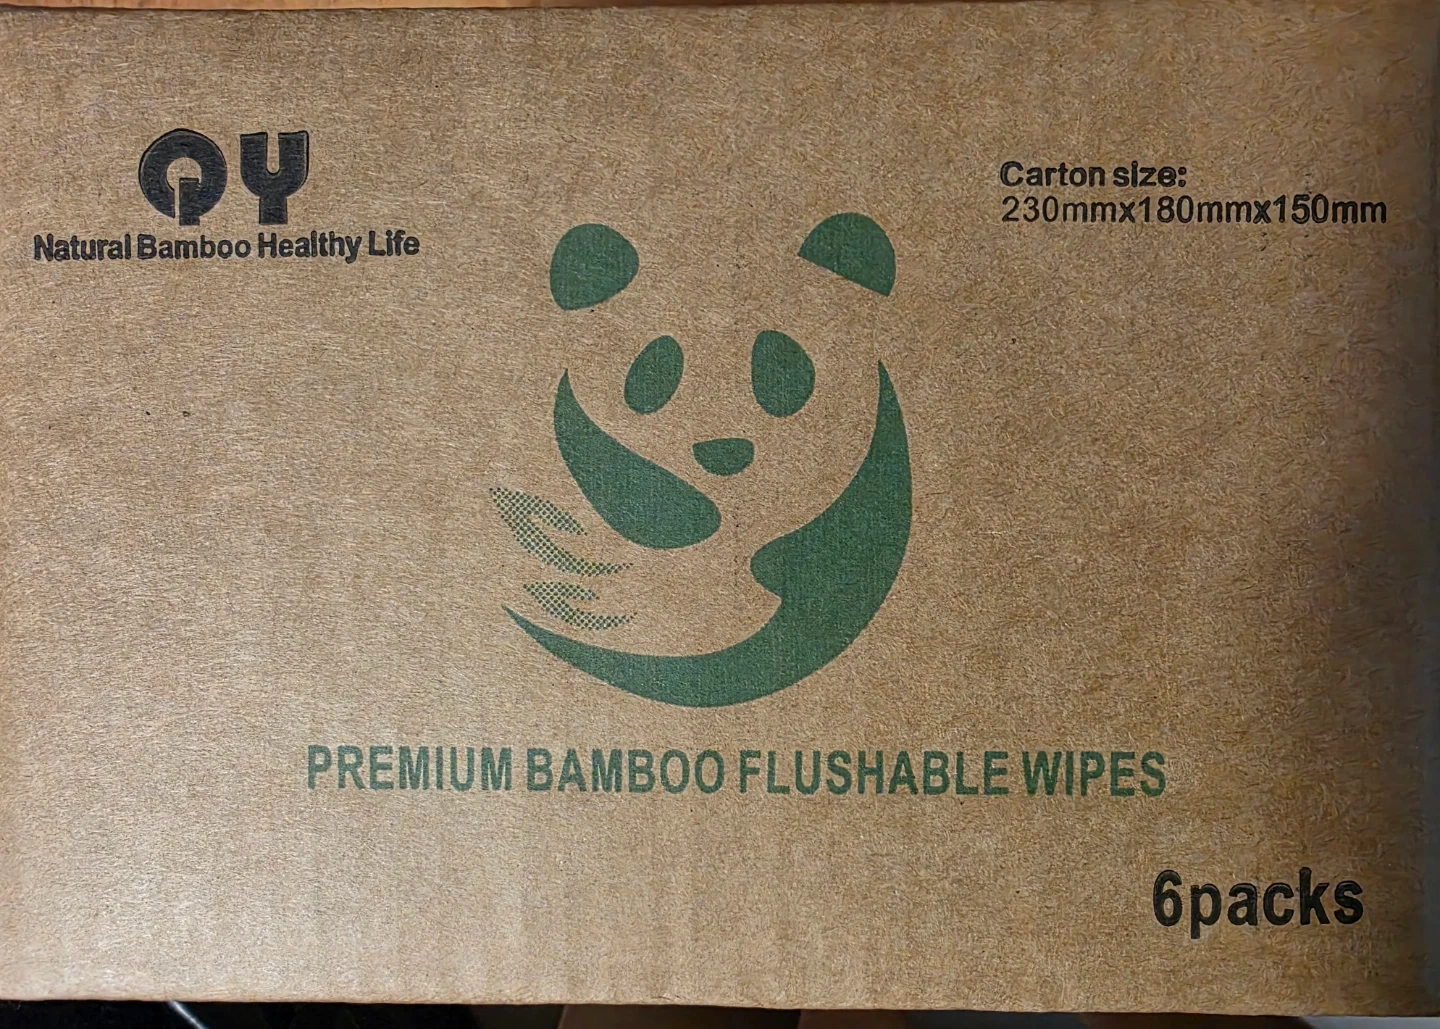 QY
Natural Bamboo Healthy Life
Carton size:
230mmx180mmx150mm
PREMIUM BAMBOO FLUSHABLE WIPES
6packs